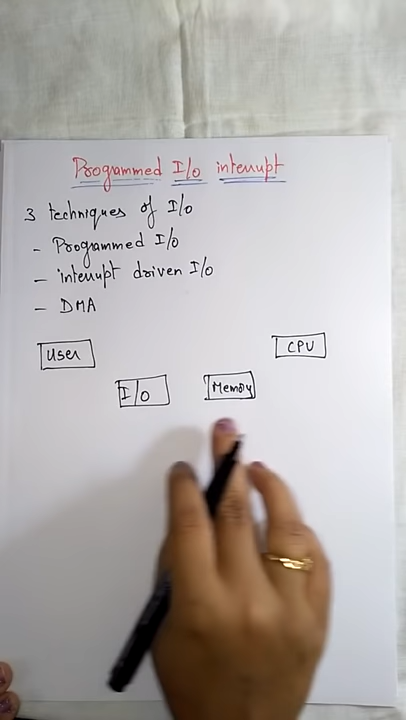 Programmed I/o interrupt
3 techniques of I/o
- Programmed I/o
- interrupt driven I/o
- DMA
User
CPU
I/o
Memory